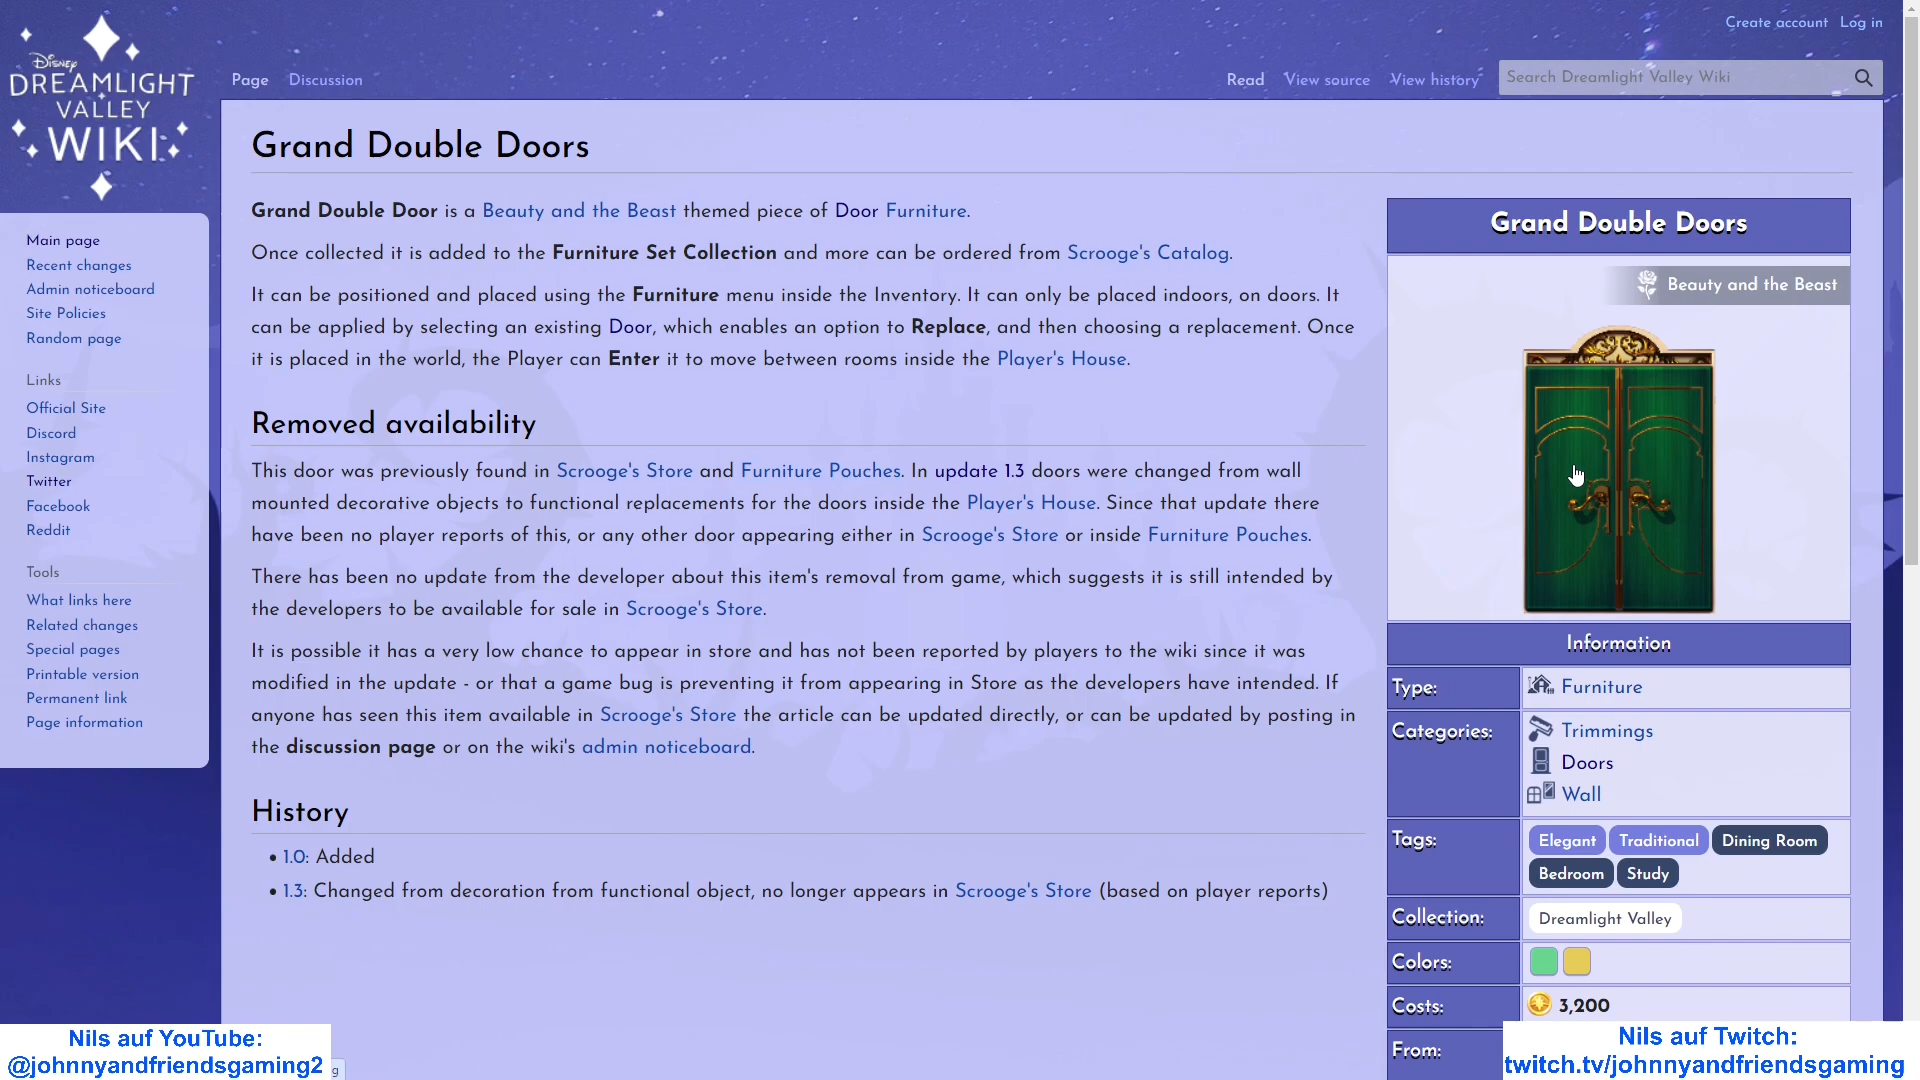 Create account Log in
DISNEY
DREAMLIGHT
VALLEY
WIKI
Page Discussion
Read View source View history
Search Dreamlight Valley Wiki
Main page
Recent changes
Admin noticeboard
Site Policies
Random page
Links
Official Site
Discord
Instagram
Twitter
Facebook
Reddit
Tools
What links here
Related changes
Special pages
Printable version
Permanent link
Page information
Grand Double Doors
Grand Double Door is a Beauty and the Beast themed piece of Door Furniture.
Once collected it is added to the Furniture Set Collection and more can be ordered from Scrooge's Catalog.
It can be positioned and placed using the Furniture menu inside the Inventory. It can only be placed indoors, on doors. It
can be applied by selecting an existing Door, which enables an option to Replace, and then choosing a replacement. Once
it is placed in the world, the Player can Enter it to move between rooms inside the Player's House.
Removed availability
This door was previously found in Scrooge's Store and Furniture Pouches. In update 1.3 doors were changed from wall
mounted decorative objects to functional replacements for the doors inside the Player's House. Since that update there
have been no player reports of this, or any other door appearing either in Scrooge's Store or inside Furniture Pouches.
There has been no update from the developer about this item's removal from game, which suggests it is still intended by
the developers to be available for sale in Scrooge's Store.
It is possible it has a very low chance to appear in store and has not been reported by players to the wiki since it was
modified in the update - or that a game bug is preventing it from appearing in Store as the developers have intended. If
anyone has seen this item available in Scrooge's Store the article can be updated directly, or can be updated by posting in
the discussion page or on the wiki's admin noticeboard.
History
• 1.0: Added
• 1.3: Changed from decoration from functional object, no longer appears in Scrooge's Store (based on player reports)
Grand Double Doors
Beauty and the Beast
Information
Type: Furniture
Categories: Trimmings
Doors
Wall
Tags: Elegant Traditional Dining Room
Bedroom Study
Collection: Dreamlight Valley
Colors:
Costs: 3,200
From:
Nils auf YouTube:
@johnnyandfriendsgaming2
g
Nils auf Twitch:
twitch.tv/johnnyandfriendsgaming